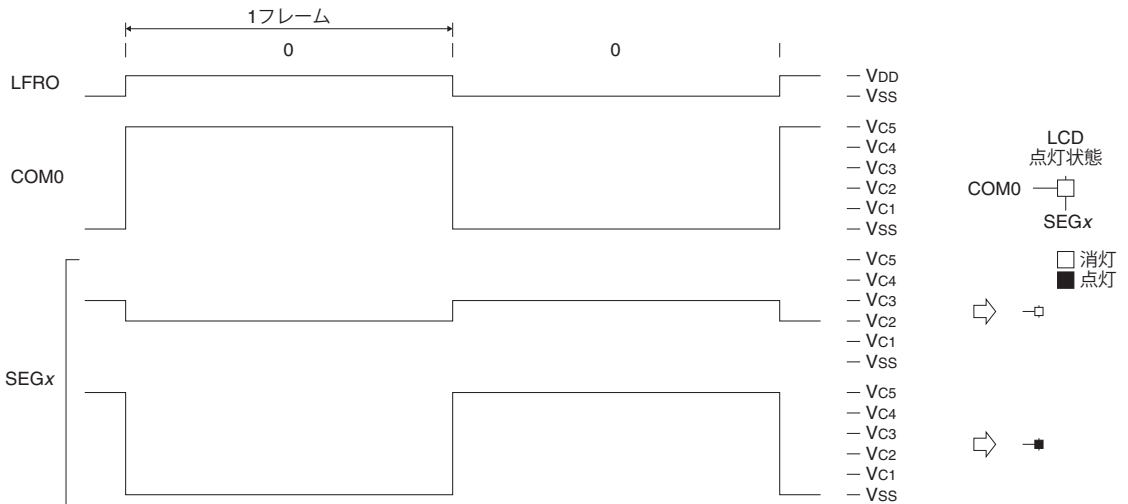 1フレーム
0 0
LFRO
VDD
VSS
COM0
VC5
VC4
VC3
VC2
VC1
VSS
LCD
点灯状態
COM0
SEGx
消灯
点灯
SEGx
VC5
VC4
VC3
VC2
VC1
VSS
VC5
VC4
VC3
VC2
VC1
VSS